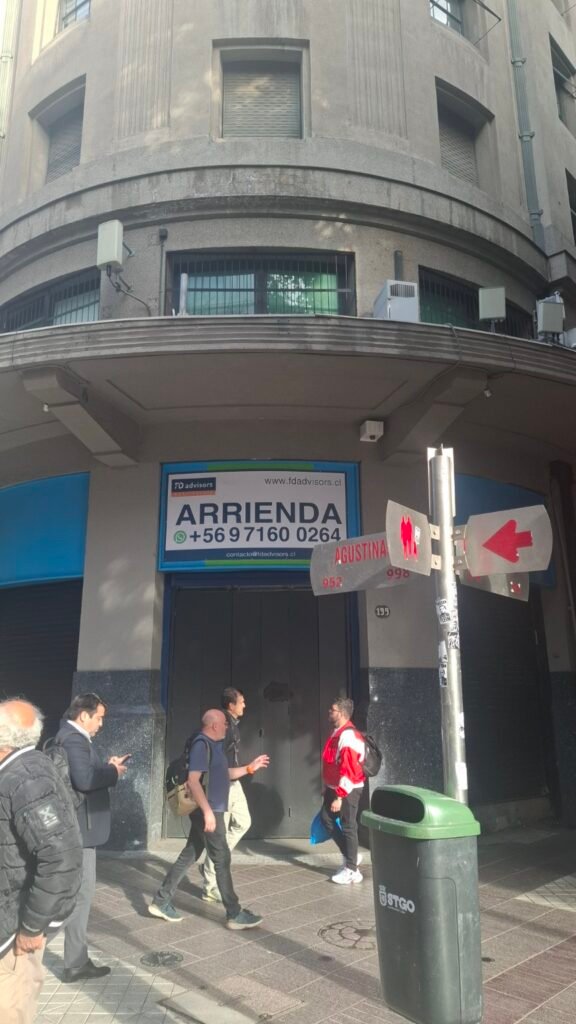 FD advisors
www.fdadvisors.cl
ARRIENDA
+56 9 7160 0264
contacto@fdadvisors.cl
AGUSTINA
952
998
199
STGO